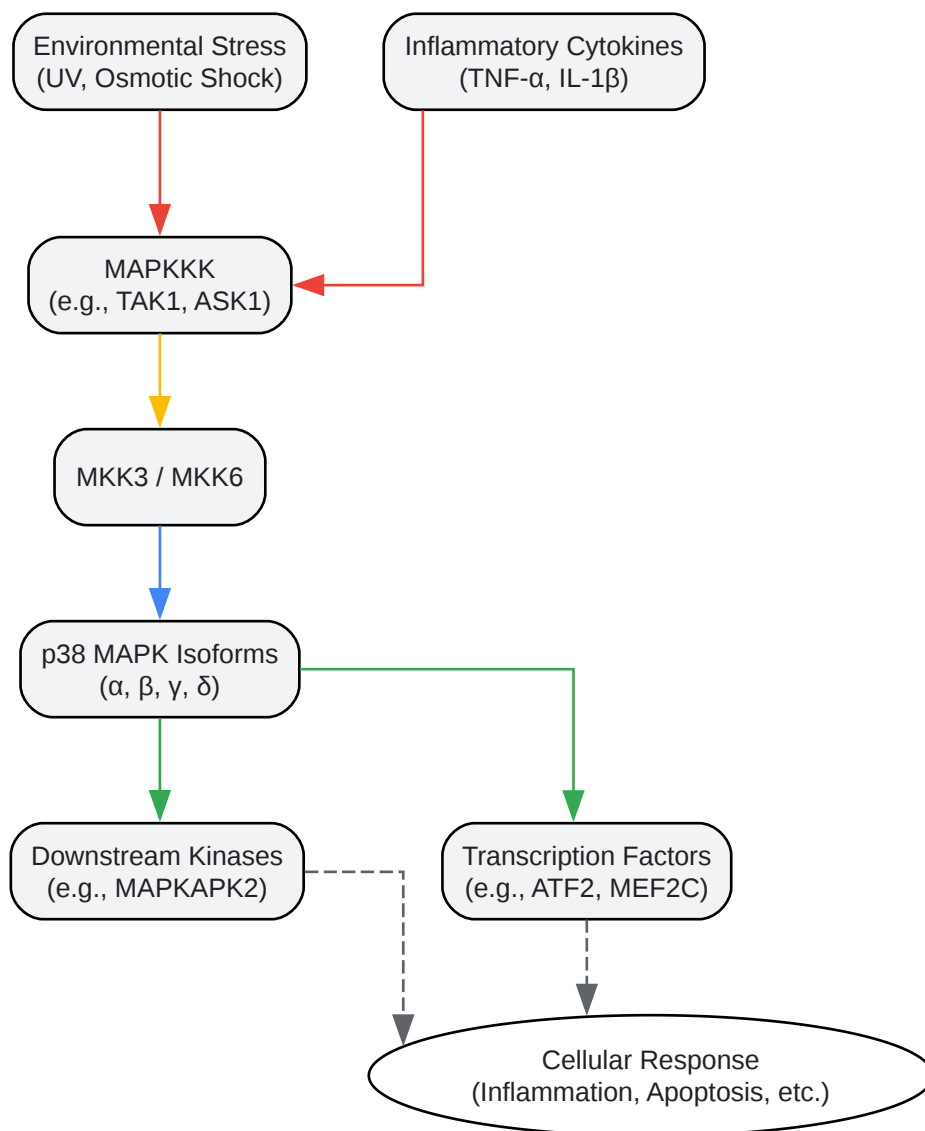 Environmental Stress
(UV, Osmotic Shock)
Inflammatory Cytokines
(TNF-α, IL-1β)
MAPKKK
(e.g., TAK1, ASK1)
MKK3 / MKK6
p38 MAPK Isoforms
(α, β, γ, δ)
Downstream Kinases
(e.g., MAPKAPK2)
Transcription Factors
(e.g., ATF2, MEF2C)
Cellular Response
(Inflammation, Apoptosis, etc.)